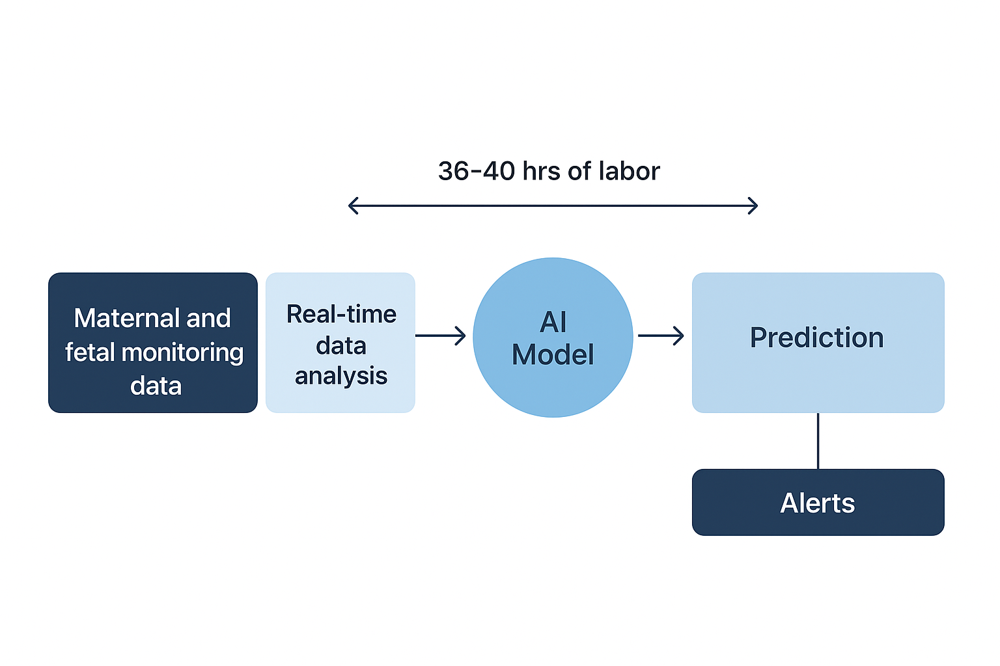 36–40 hrs of labor
Maternal and
fetal monitoring
data
Real-time
data
analysis
AI
Model
Prediction
Alerts